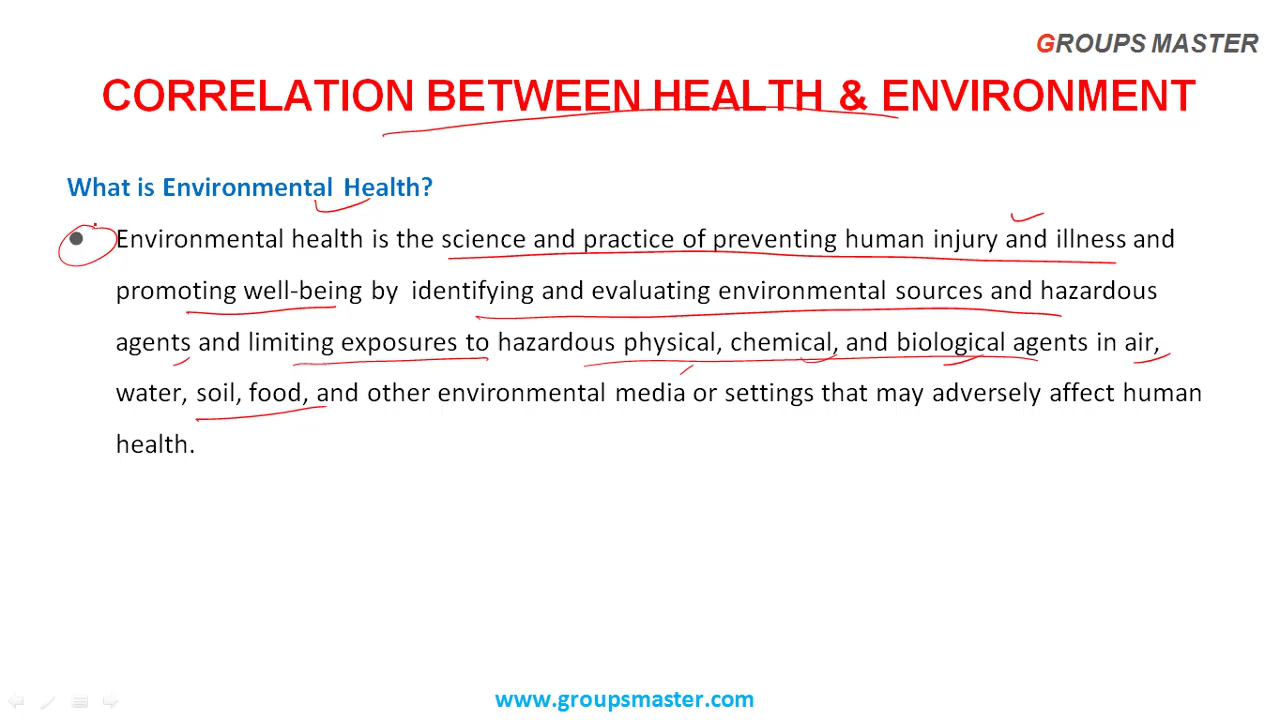 GROUPS MASTER
CORRELATION BETWEEN HEALTH & ENVIRONMENT
What is Environmental Health?
● Environmental health is the science and practice of preventing human injury and illness and
promoting well-being by identifying and evaluating environmental sources and hazardous
agents and limiting exposures to hazardous physical, chemical, and biological agents in air,
water, soil, food, and other environmental media or settings that may adversely affect human
health.
www.groupsmaster.com